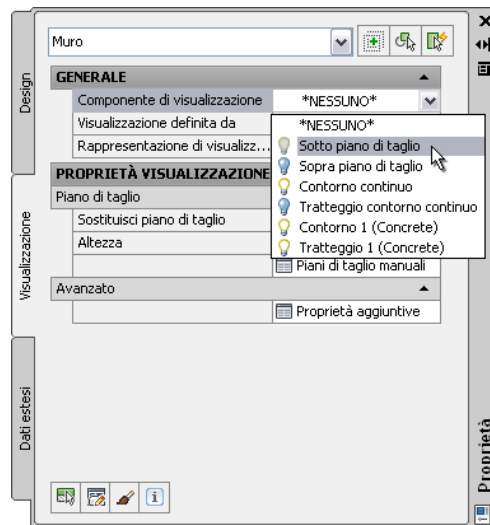 Muro
Design
GENERALE
Componente di visualizzazione *NESSUNO*
Visualizzazione definita da *NESSUNO*
Rappresentazione di visualizz... Sotto piano di taglio
Sopra piano di taglio
PROPRIETÀ VISUALIZZAZIONE Contorno continuo
Piano di taglio Tratteggio contorno continuo
Sostituisci piano di taglio Contorno 1 (Concrete)
Altezza Tratteggio 1 (Concrete)
Piani di taglio manuali
Visualizzazione
Avanzato
Proprietà aggiuntive
Dati estesi
Proprietà